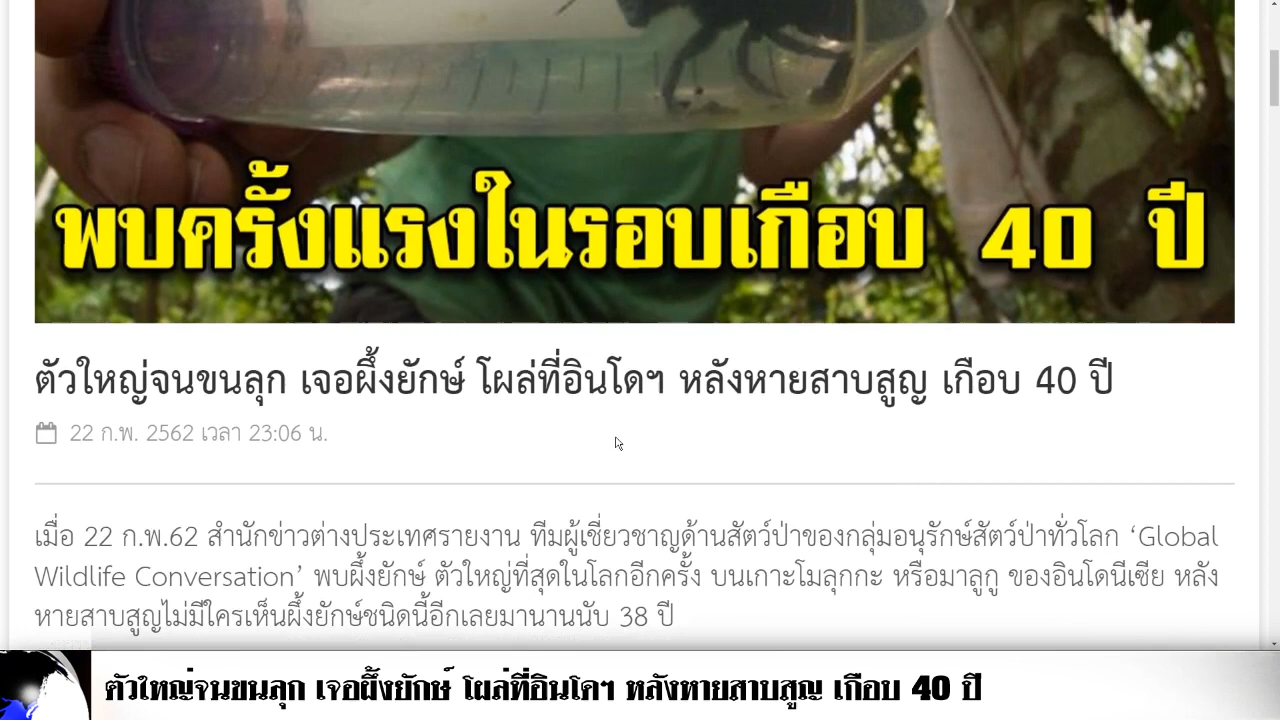 พบครั้งแรงในรอบเกือบ 40 ปี
ตัวใหญ่จนขนลุก เจอผึ้งยักษ์ โผล่ที่อินโดฯ หลังหายสาบสูญ เกือบ 40 ปี
22 ก.พ. 2562 เวลา 23:06 น.
เมื่อ 22 ก.พ.62 สำนักข่าวต่างประเทศรายงาน ทีมผู้เชี่ยวชาญด้านสัตว์ป่าของกลุ่มอนุรักษ์สัตว์ป่าทั่วโลก ‘Global
Wildlife Conversation’ พบผึ้งยักษ์ ตัวใหญ่ที่สุดในโลกอีกครั้ง บนเกาะโมลุกกะ หรือมาลูกู ของอินโดนีเซีย หลัง
หายสาบสูญไม่มีใครเห็นผึ้งยักษ์ชนิดนี้อีกเลยมานานนับ 38 ปี
ตัวใหญ่จนขนลุก เจอผึ้งยักษ์ โผล่ที่อินโดฯ หลังหายสาบสูญ เกือบ 40 ปี